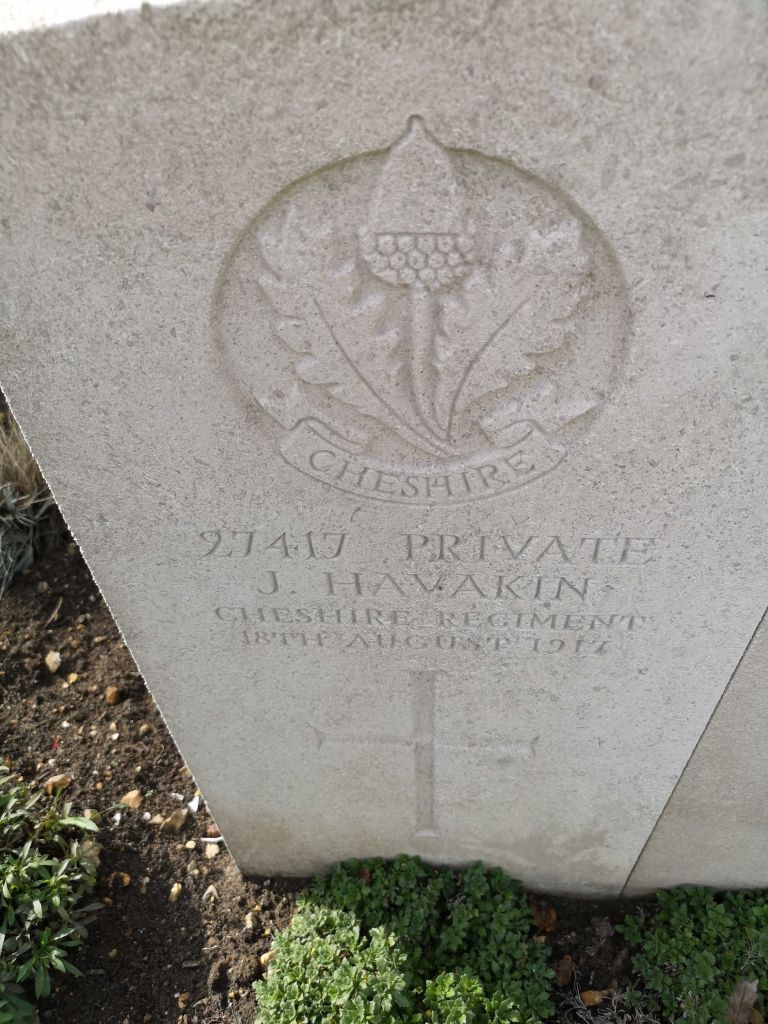 CHESHIRE
27417 PRIVATE
J. HAVAKIN
CHESHIRE REGIMENT
18TH AUGUST 1917